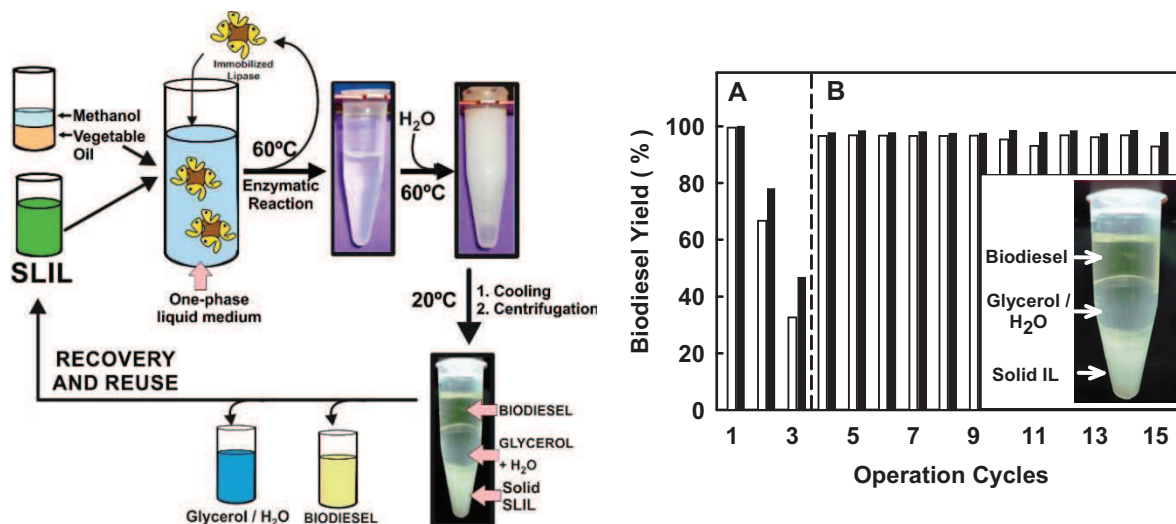 Immobilized
Lipase
Methanol
Vegetable
Oil
60ºC
Enzymatic
Reaction
H2O
60ºC
SLIL
One-phase
liquid medium
20ºC
1. Cooling
2. Centrifugation
RECOVERY
AND REUSE
BIODIESEL
GLYCEROL
+ H2O
Solid
SLIL
Glycerol / H2O
BIODIESEL
A
B
Biodiesel Yield ( % )
100
80
60
40
20
0
Biodiesel
Glycerol /
H2O
Solid IL
1 3 5 7 9 11 13 15
Operation Cycles